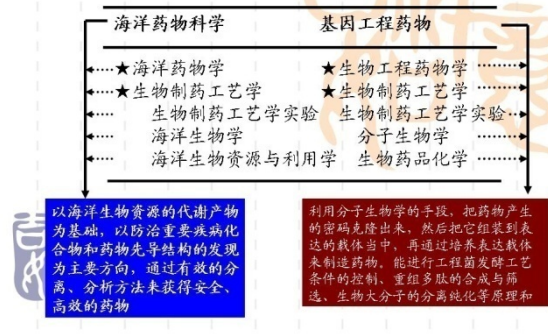 海洋药物科学 基因工程药物
★海洋药物学 ★生物工程药物学
★生物制药工艺学 ★生物制药工艺学
生物制药工艺学实验 生物制药工艺学实验
海洋生物学 分子生物学
海洋生物资源与利用学 生物药品化学
以海洋生物资源的代谢产物
为基础，以防治重要疾病化
合物和药物先导结构的发现
为主要方向，通过有效的分
离、分析方法来获得安全、
高效的药物
利用分子生物学的手段，把药物产生
的密码克隆出来，然后把它组装到表
达的载体当中，再通过培养表达载体
来制造药物。能进行工程菌发酵工艺
条件的控制、重组多肽的合成与筛
选、生物大分子的分离纯化等原理和